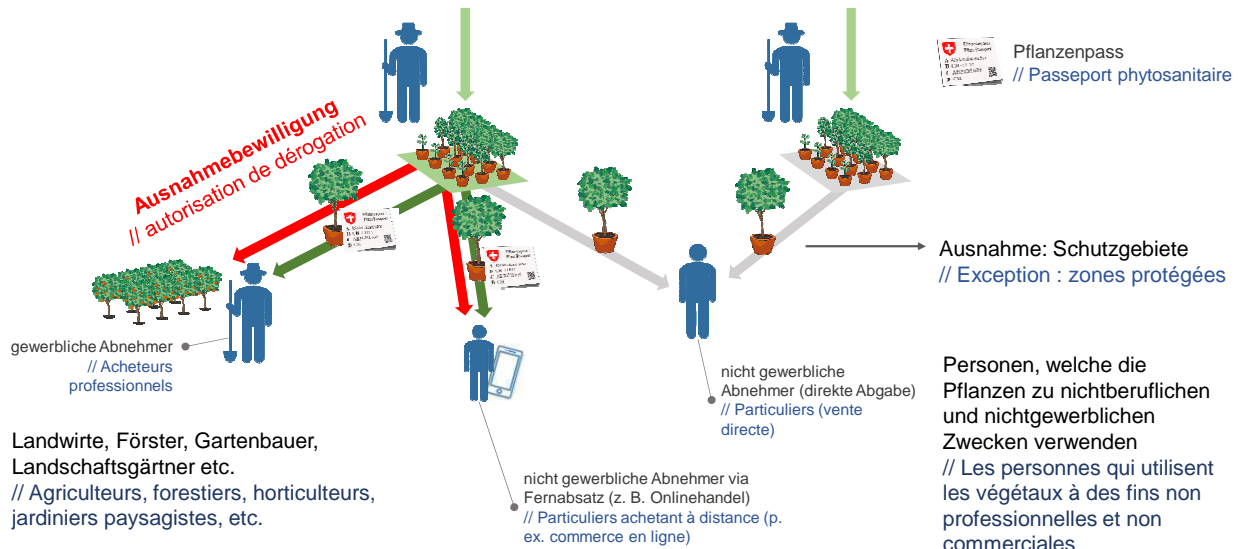 Pflanzenpass
// Passeport phytosanitaire
Ausnahmebewilligung
// autorisation de dérogation
Ausnahme: Schutzgebiete
// Exception : zones protégées
gewerbliche Abnehmer
// Acheteurs
professionnels
nicht gewerbliche
Abnehmer (direkte Abgabe)
// Particuliers (vente
directe)
Personen, welche die
Pflanzen zu nichtberuflichen
und nichtgewerblichen
Zwecken verwenden
// Les personnes qui utilisent
les végétaux à des fins non
professionnelles et non
commerciales
Landwirte, Förster, Gartenbauer,
Landschaftsgärtner etc.
// Agriculteurs, forestiers, horticulteurs,
jardiniers paysagistes, etc.
nicht gewerbliche Abnehmer via
Fernabsatz (z. B. Onlinehandel)
// Particuliers achetant à distance (p.
ex. commerce en ligne)